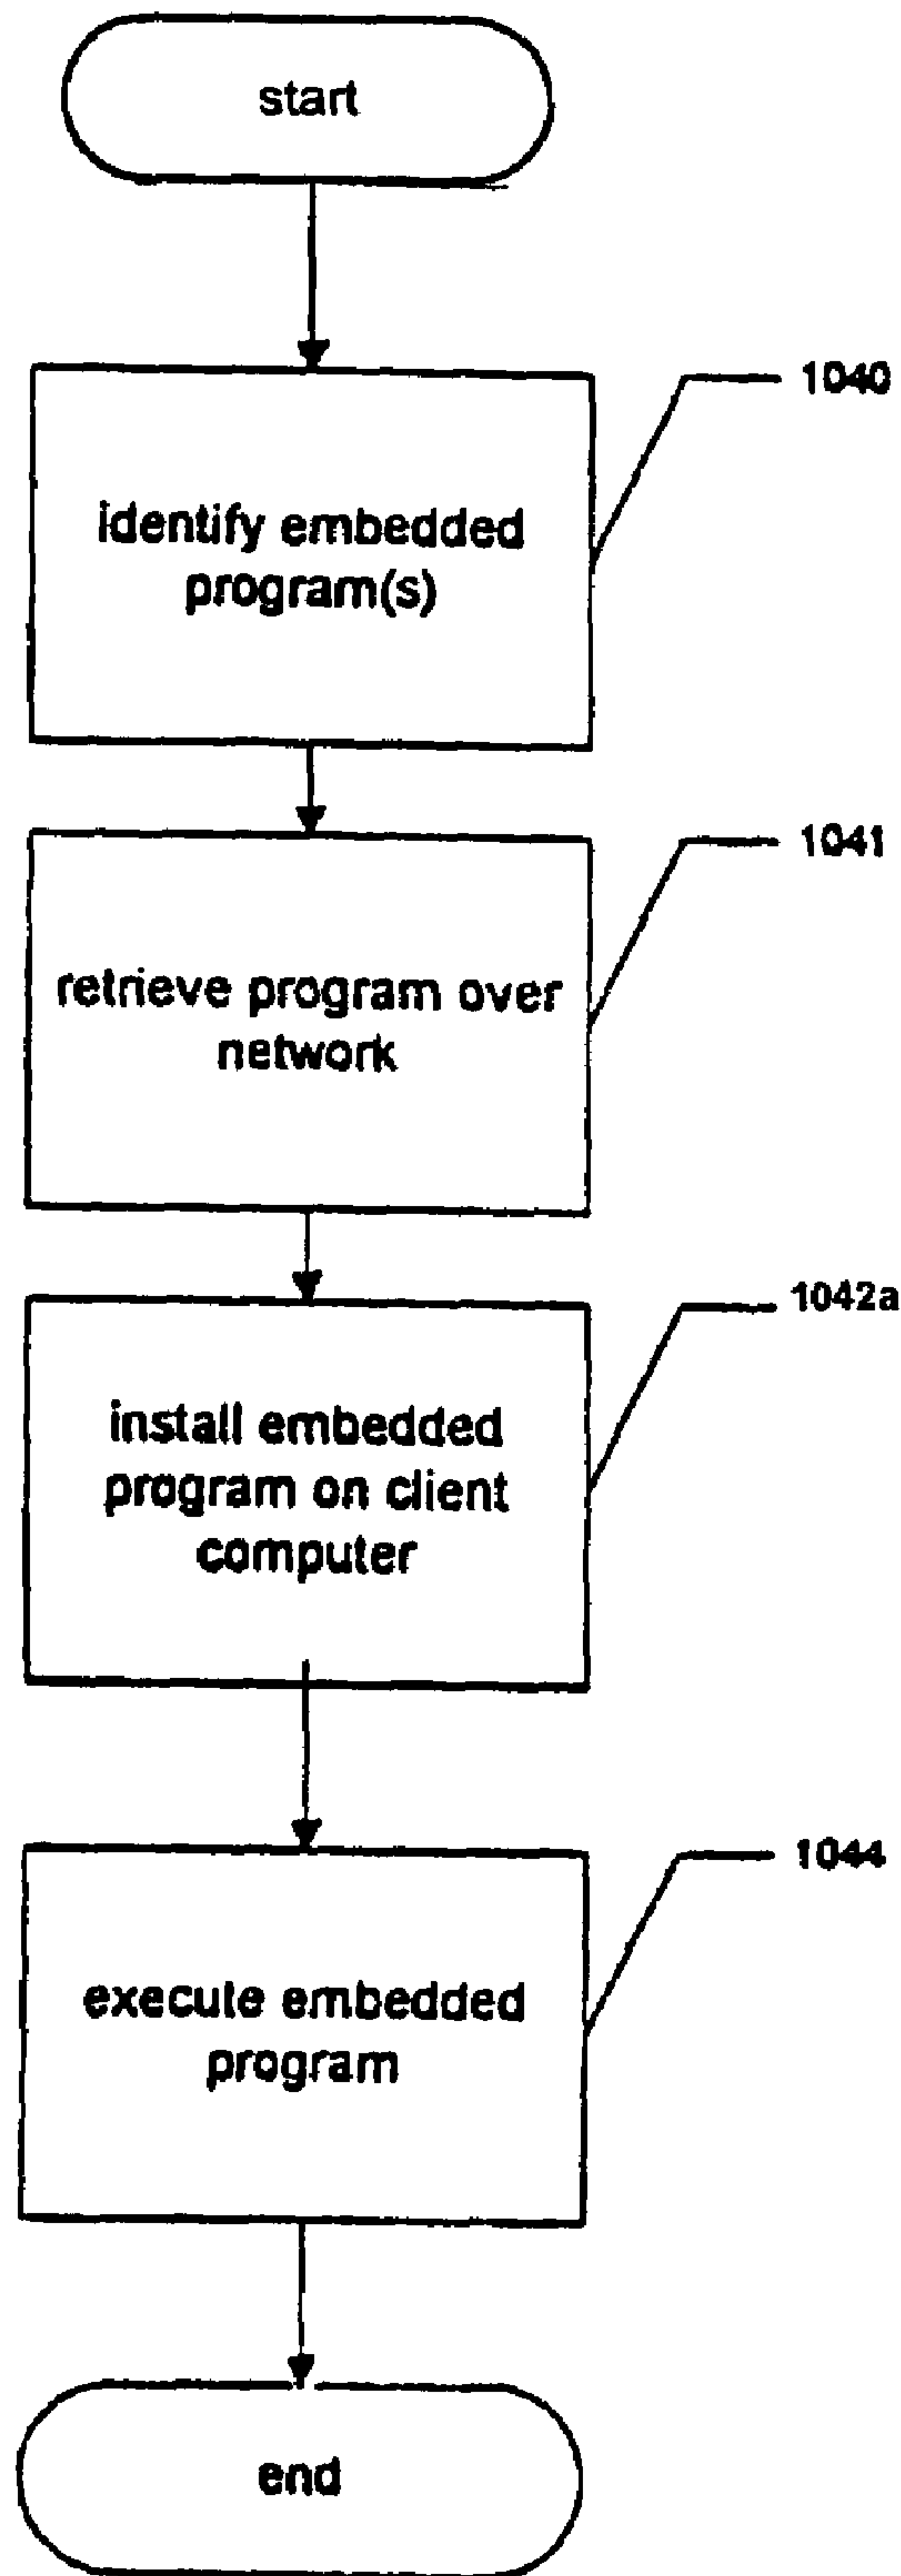 start
1040
identify embedded
program(s)
1041
retrieve program over
network
1042a
install embedded
program on client
computer
1044
execute embedded
program
end